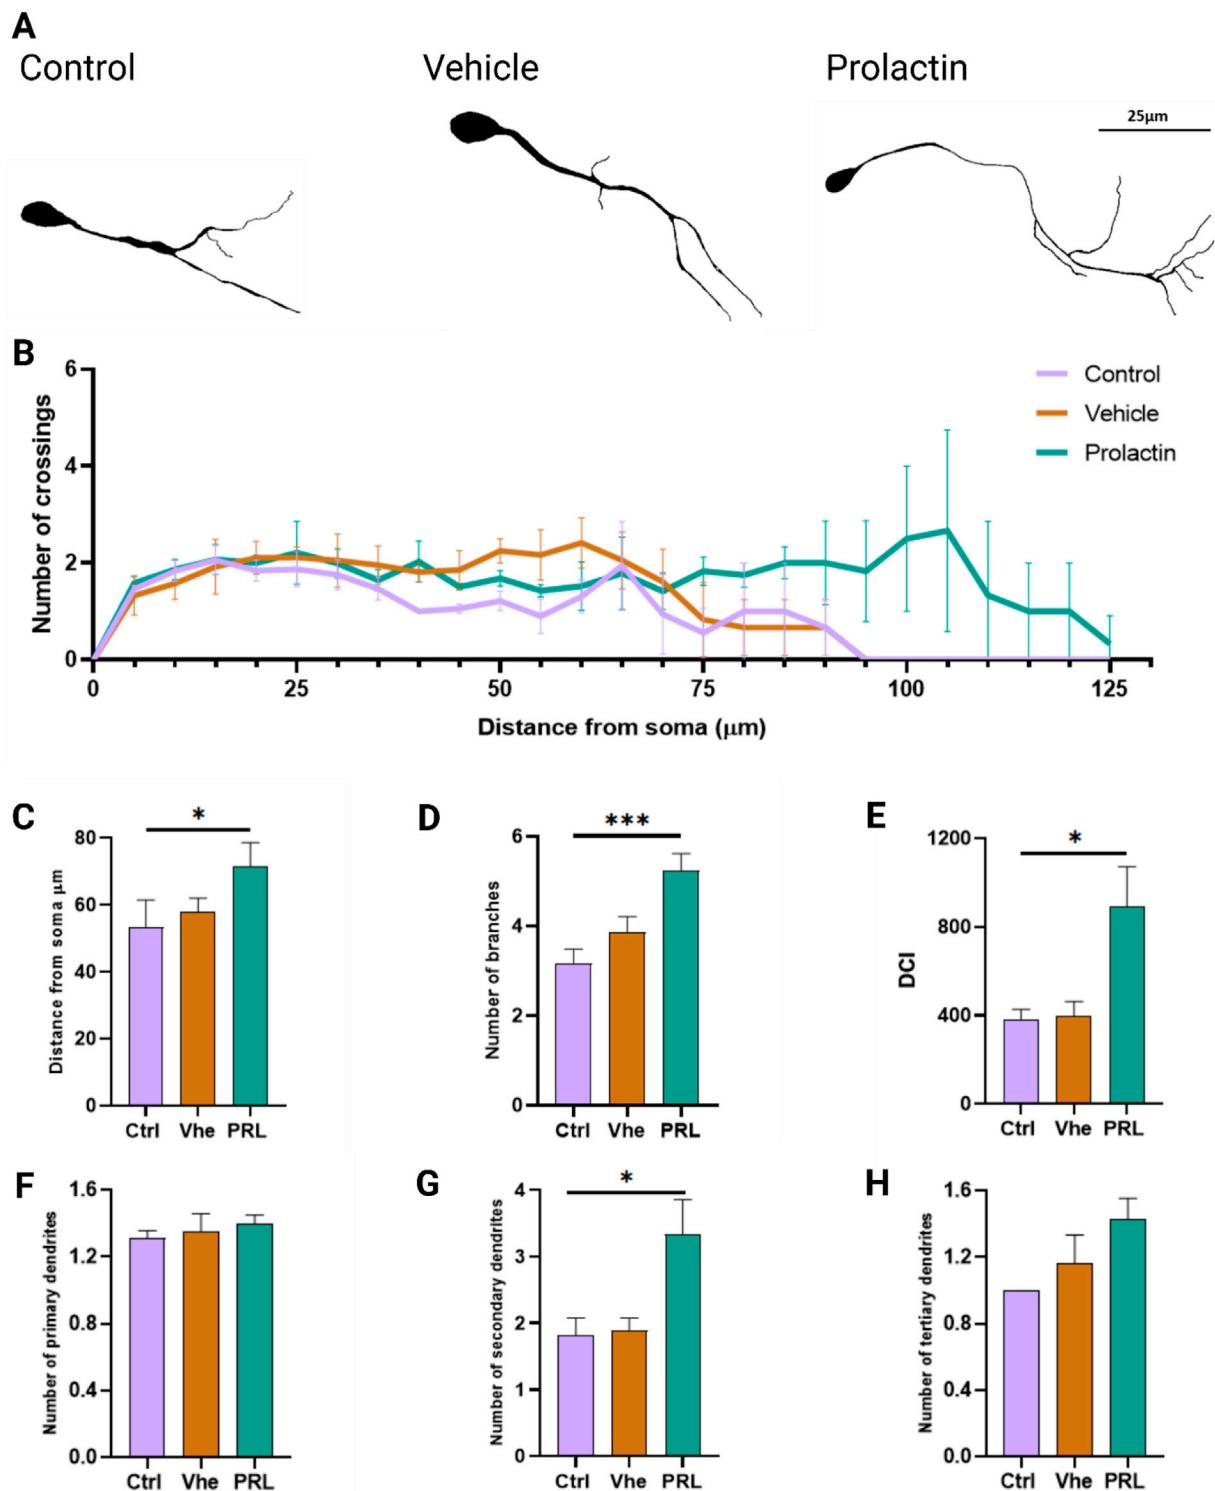 A
Control
Vehicle
Prolactin
25μm
B
Number of crossings
6
4
2
0
0
25
50
75
100
125
Distance from soma (μm)
Control
Vehicle
Prolactin
C
*
Distance from soma μm
80
60
40
20
0
Ctrl Vhe PRL
D
***
Number of branches
6
4
2
0
Ctrl Vhe PRL
E
*
DCI
1200
800
400
0
Ctrl Vhe PRL
F
Number of primary dendrites
1.6
1.2
0.8
0.4
0.0
Ctrl Vhe PRL
G
*
Number of secondary dendrites
4
3
2
1
0
Ctrl Vhe PRL
H
Number of tertiary dendrites
1.6
1.2
0.8
0.4
0.0
Ctrl Vhe PRL